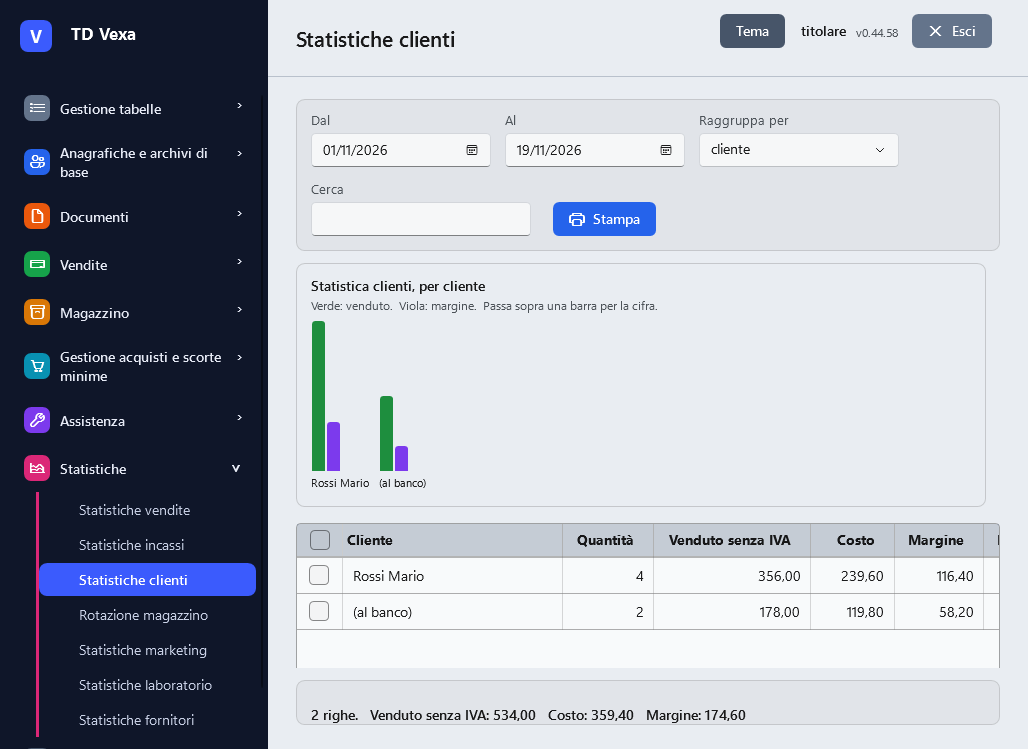 V TD Vexa
Gestione tabelle
Anagrafiche e archivi di
base
Documenti
Vendite
Magazzino
Gestione acquisti e scorte
minime
Assistenza
Statistiche
Statistiche vendite
Statistiche incassi
Statistiche clienti
Rotazione magazzino
Statistiche marketing
Statistiche laboratorio
Statistiche fornitori
Statistiche clienti Tema titolare v0.44.58 Esci
Dal Al Raggruppa per
01/11/2026 19/11/2026 cliente
Cerca
Stampa
Statistica clienti, per cliente
Verde: venduto. Viola: margine. Passa sopra una barra per la cifra.
Rossi Mario (al banco)
Cliente Quantità Venduto senza IVA Costo Margine
Rossi Mario 4 356,00 239,60 116,40
(al banco) 2 178,00 119,80 58,20
2 righe. Venduto senza IVA: 534,00 Costo: 359,40 Margine: 174,60